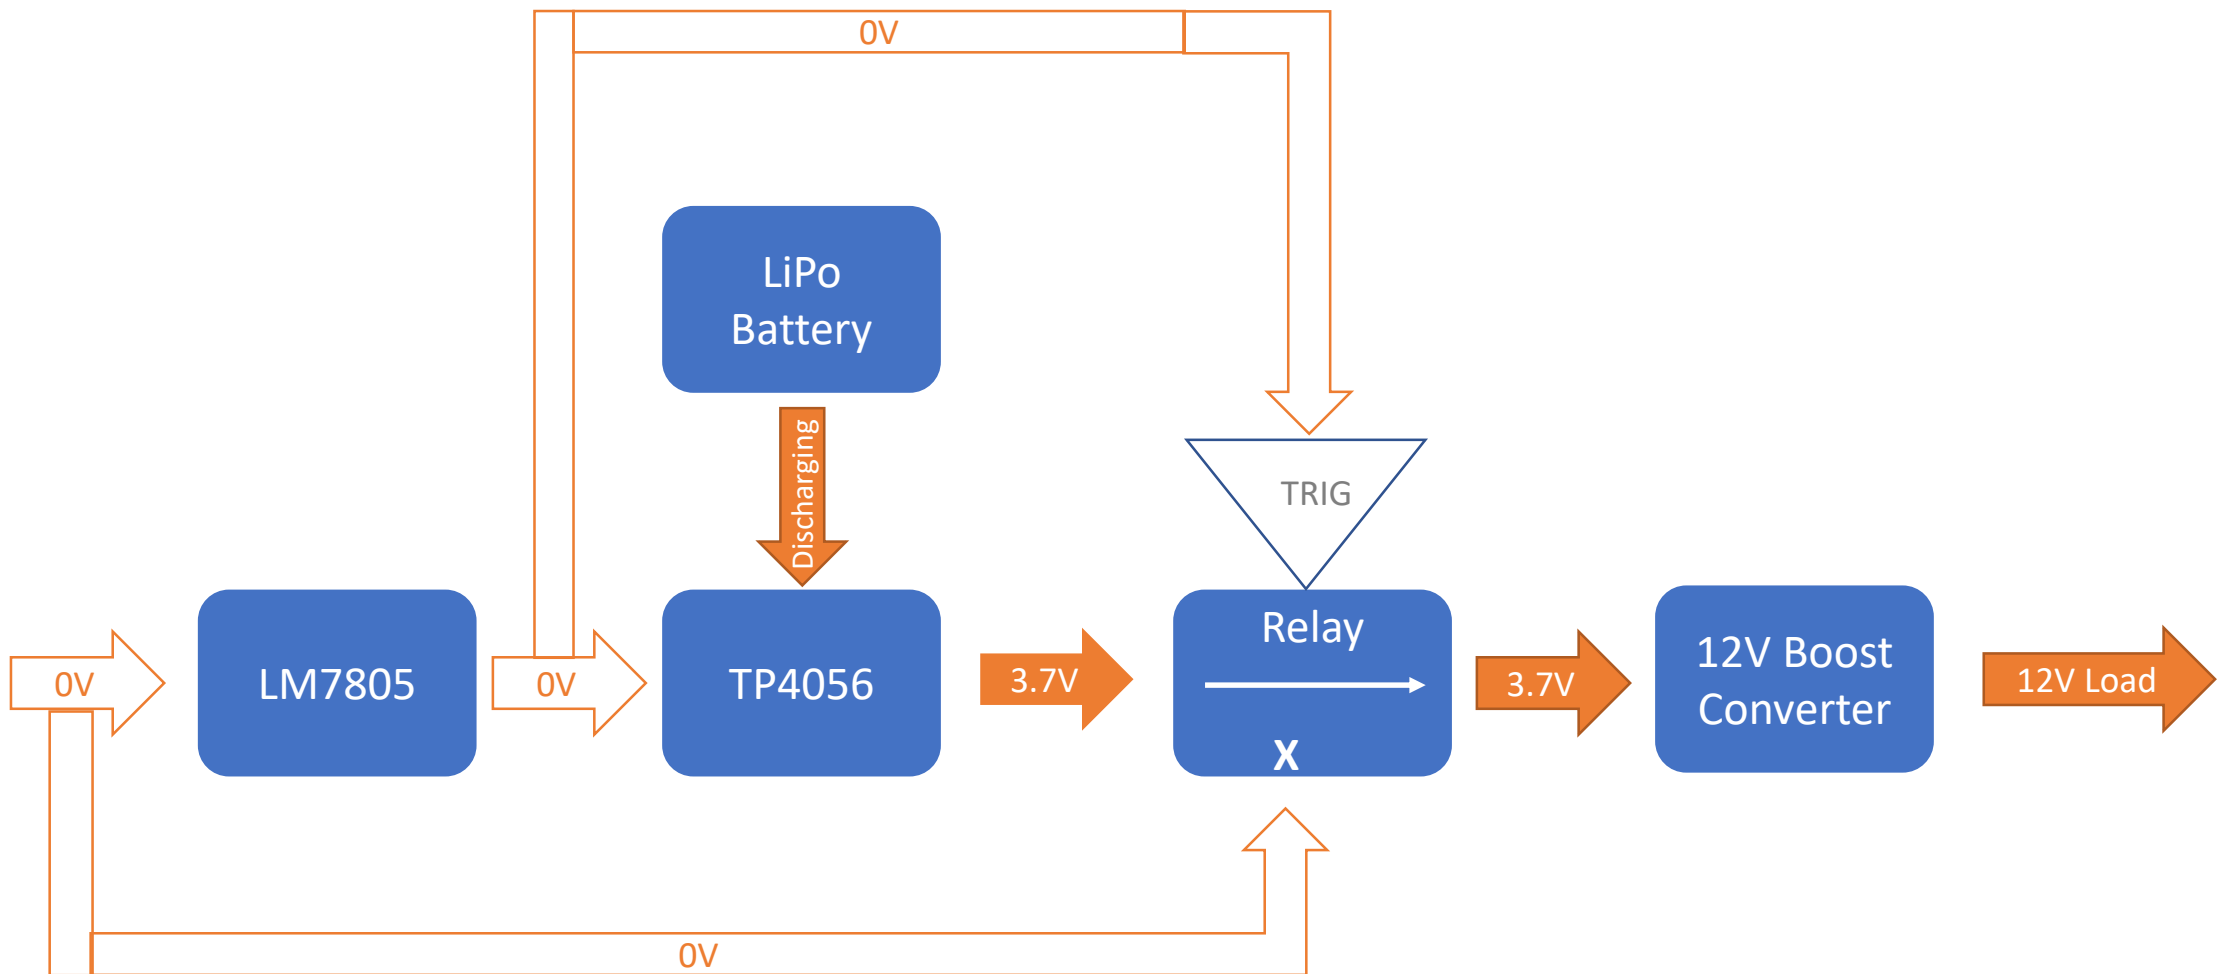 0V
LiPo
Battery
Discharging
TRIG
0V
LM7805
0V
TP4056
3.7V
Relay
X
3.7V
12V Boost
Converter
12V Load
0V